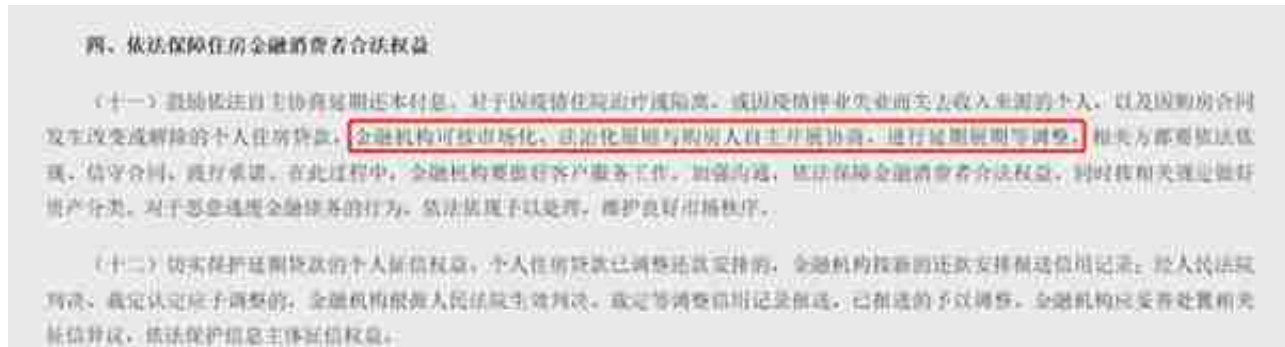 四、依法保障住房金融消费者合法权益
（十一）鼓励依法自主协商延期还本付息。对于因疫情住院治疗或隔离，或因疫情停业失业而失去收入来源的个人，以及因购房合同
发生改变或解除的个人住房贷款，金融机构可按市场化、法治化原则与购房人自主开展协商，进行延期展期等调整，相关方都要依法依
规、信守合同、践行承诺。在此过程中，金融机构要做好客户服务工作，加强沟通，依法保障金融消费者合法权益，同时按相关规定做好
资产分类。对于恶意逃废金融债务的行为，依法依规予以处理，维护良好市场秩序。
（十二）切实保护延期贷款的个人征信权益。个人住房贷款已调整还款安排的，金融机构按新的还款安排报送信用记录；经人民法院
判决、裁定认定应予调整的，金融机构根据人民法院生效判决、裁定等调整信用记录报送，已报送的予以调整。金融机构应妥善处置相关
征信异议，依法保护信息主体征信权益。